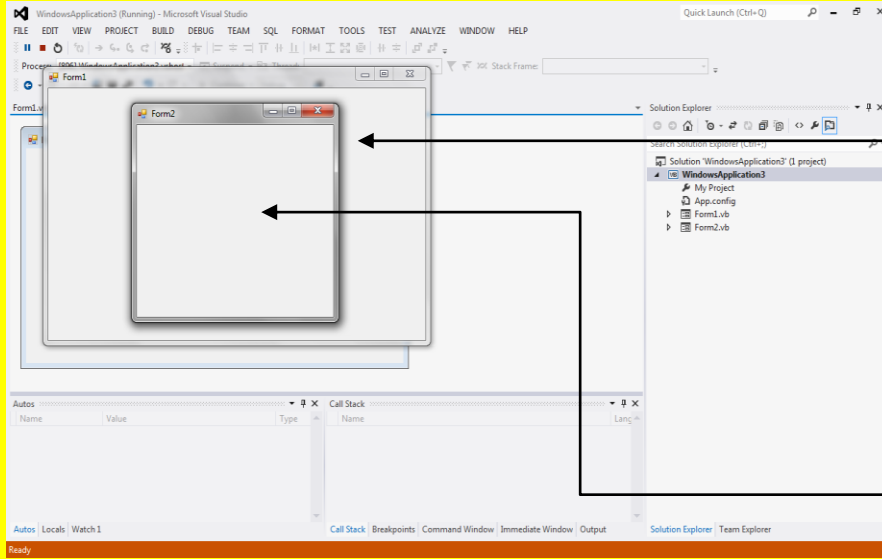 WindowsApplication3 (Running) - Microsoft Visual Studio
Quick Launch (Ctrl+Q)
FILE EDIT VIEW PROJECT BUILD DEBUG TEAM SQL FORMAT TOOLS TEST ANALYZE WINDOW HELP
Stack Frame:
Form1
Form2
Solution Explorer
Search Solution Explorer (Ctrl+;)
Solution 'WindowsApplication3' (1 project)
WindowsApplication3
My Project
App.config
Form1.vb
Form2.vb
Autos
Name Value Type
Call Stack
Name Lang
Autos Locals Watch 1
Call Stack Breakpoints Command Window Immediate Window Output
Solution Explorer Team Explorer
Ready